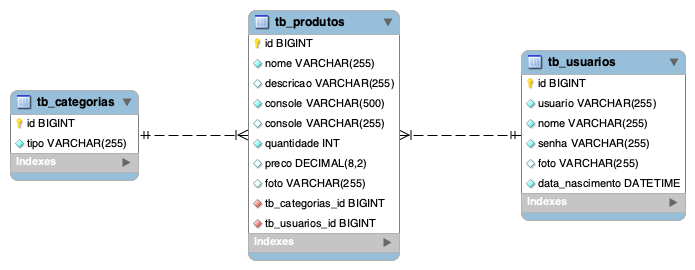 tb_categorias
id BIGINT
tipo VARCHAR(255)
Indexes
tb_produtos
id BIGINT
nome VARCHAR(255)
descricao VARCHAR(255)
console VARCHAR(500)
console VARCHAR(255)
quantidade INT
preco DECIMAL(8,2)
foto VARCHAR(255)
tb_categorias_id BIGINT
tb_usuarios_id BIGINT
Indexes
tb_usuarios
id BIGINT
usuario VARCHAR(255)
nome VARCHAR(255)
senha VARCHAR(255)
foto VARCHAR(255)
data_nascimento DATETIME
Indexes